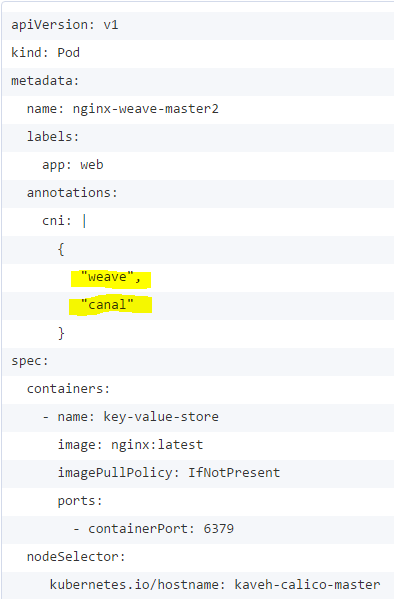 apiVersion: v1
kind: Pod
metadata:
  name: nginx-weave-master2
  labels:
    app: web
  annotations:
    cni: |
      {
         "weave",
         "canal"
      }
spec:
  containers:
    - name: key-value-store
      image: nginx:latest
      imagePullPolicy: IfNotPresent
      ports:
        - containerPort: 6379
  nodeSelector:
     kubernetes.io/hostname: kaveh-calico-master